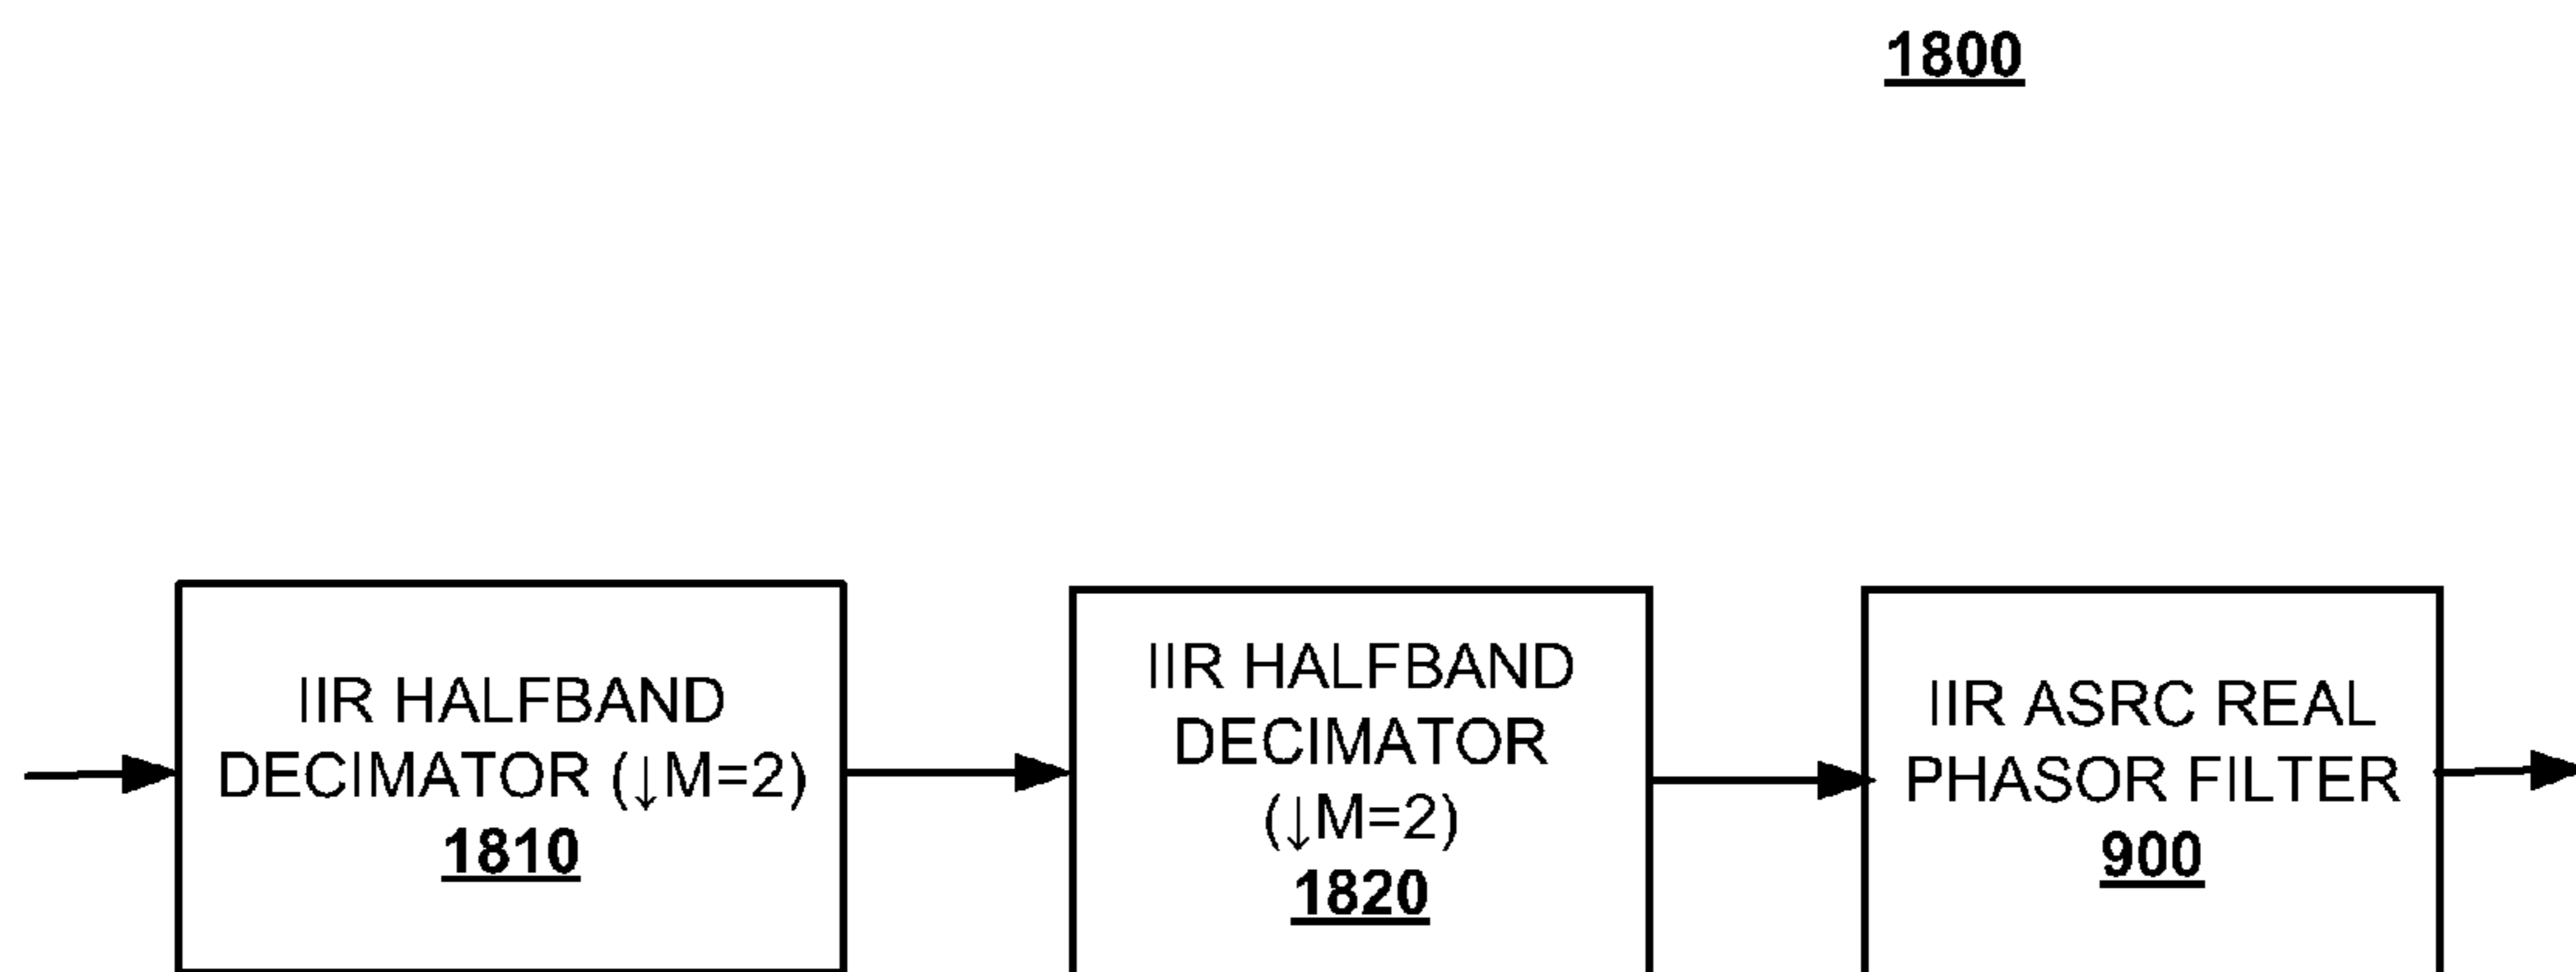 1800
IIR HALFBAND
DECIMATOR (↓M=2)
1810
IIR HALFBAND
DECIMATOR
(↓M=2)
1820
IIR ASRC REAL
PHASOR FILTER
900